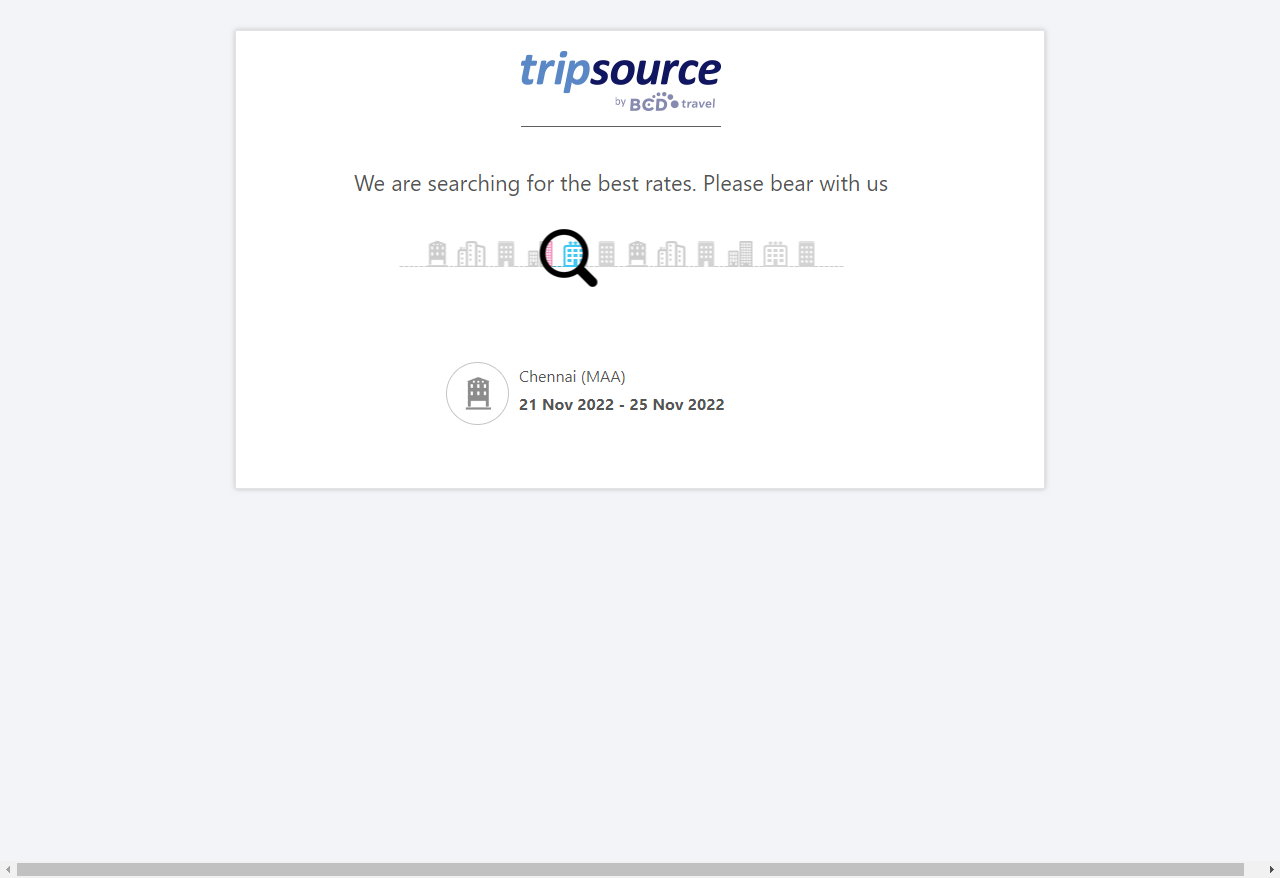 tripsource
by BCD travel
We are searching for the best rates. Please bear with us
Chennai (MAA)
21 Nov 2022 - 25 Nov 2022